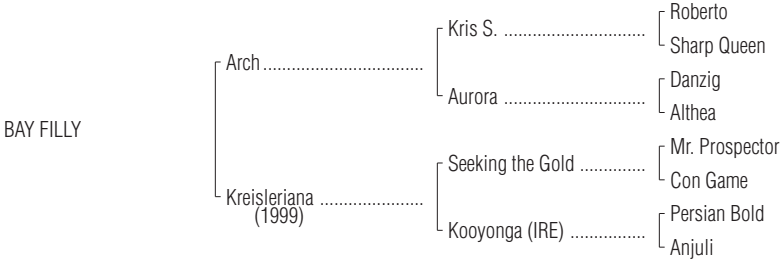 Roberto
Kris S. ..............................
Sharp Queen
Arch..................................
Danzig
Aurora ..............................
Althea
BAY FILLY
Mr. Prospector
Seeking the Gold ..............
Con Game
Kreisleriana ......................
(1999)
Persian Bold
Kooyonga (IRE) ................
Anjuli